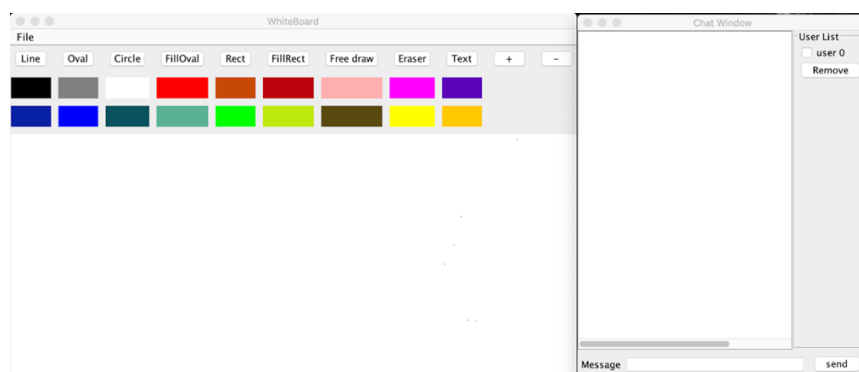 WhiteBoard
File
Line Oval Circle FillOval Rect FillRect Free draw Eraser Text + -
Chat Window
User List
user 0
Remove
Message send